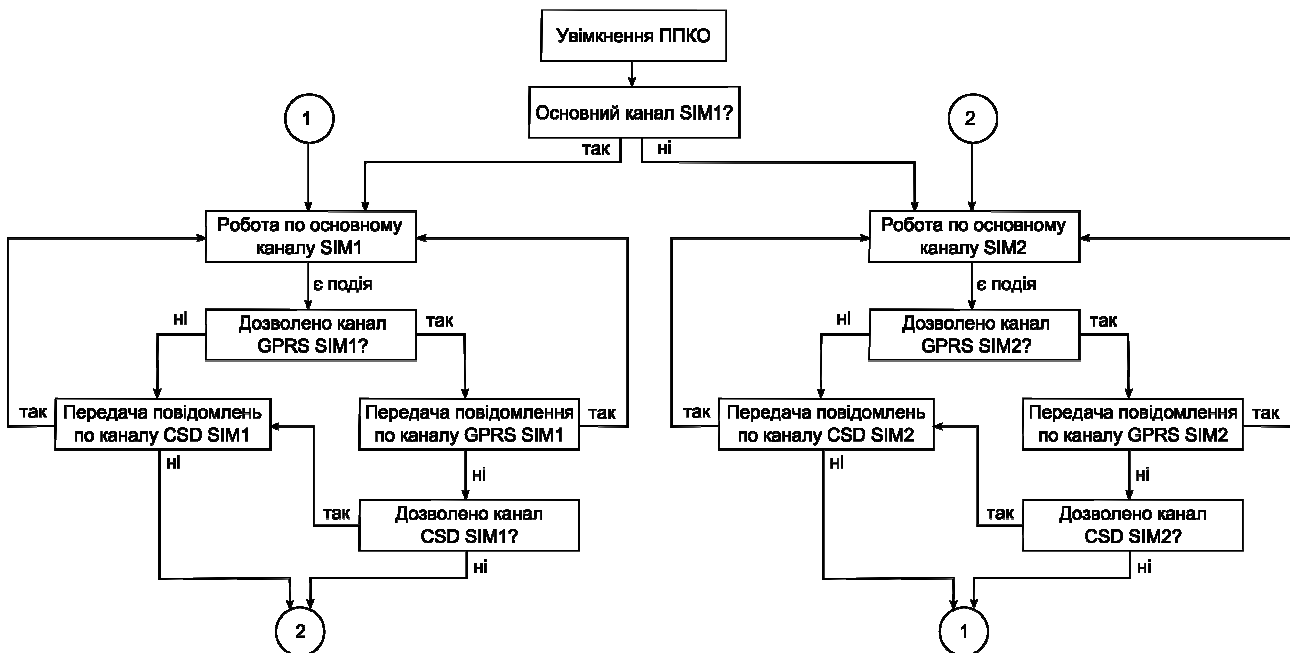 Увімкнення ППКО
Основний канал SIM1?
1
2
так
ні
Робота по основному
каналу SIM1
Робота по основному
каналу SIM2
є подія
є подія
ні
Дозволено канал
GPRS SIM1?
так
ні
Дозволено канал
GPRS SIM2?
так
так
Передача повідомлень
по каналу CSD SIM1
Передача повідомлення
по каналу GPRS SIM1
так
так
Передача повідомлень
по каналу CSD SIM2
Передача повідомлення
по каналу GPRS SIM2
так
ні
ні
ні
ні
так
Дозволено канал
CSD SIM1?
так
Дозволено канал
CSD SIM2?
ні
ні
2
1